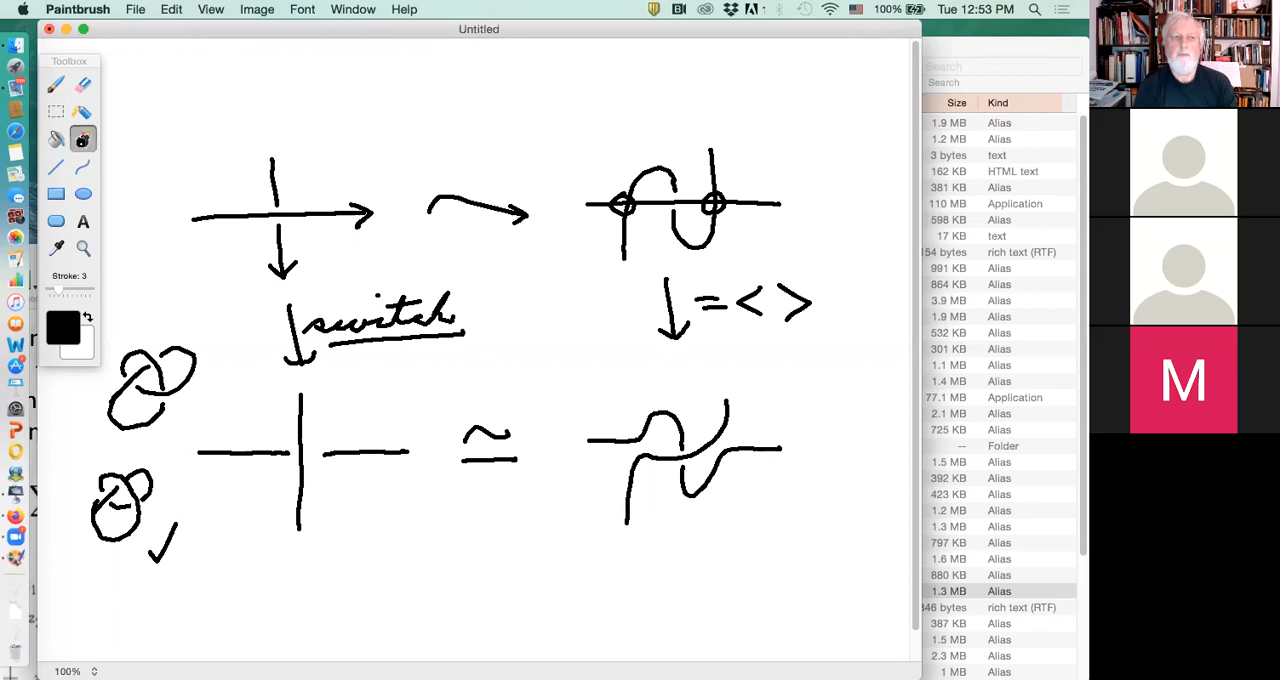 Paintbrush File Edit View Image Font Window Help
100% Tue 12:53 PM
Untitled
Toolbox
Stroke: 3
A
switch
= < >
≅
100%
Search
Search
Size Kind
1.9 MB Alias
1.2 MB Alias
3 bytes text
162 KB HTML text
381 KB Alias
110 MB Application
598 KB Alias
17 KB text
154 bytes rich text (RTF)
991 KB Alias
864 KB Alias
3.9 MB Alias
1.9 MB Alias
532 KB Alias
301 KB Alias
1.1 MB Alias
1.4 MB Alias
77.1 MB Application
2.1 MB Alias
725 KB Alias
-- Folder
1.5 MB Alias
392 KB Alias
423 KB Alias
1.2 MB Alias
1.3 MB Alias
797 KB Alias
1.6 MB Alias
880 KB Alias
1.3 MB Alias
346 bytes rich text (RTF)
387 KB Alias
1.5 MB Alias
2.3 MB Alias
1 MB Alias
M